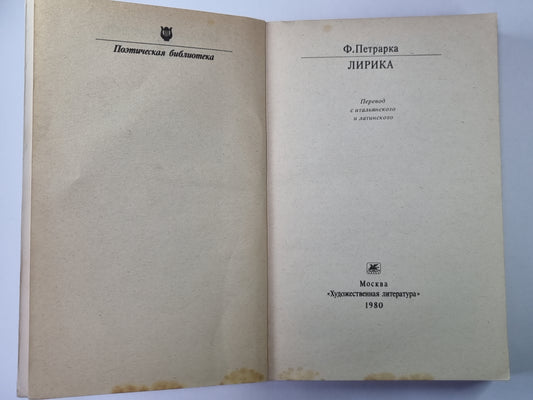 Поэтическая библиотека
Ф. Петрарка
ЛИРИКА
Перевод
с итальянского
и латинского
Москва
«Художественная литература»
1980